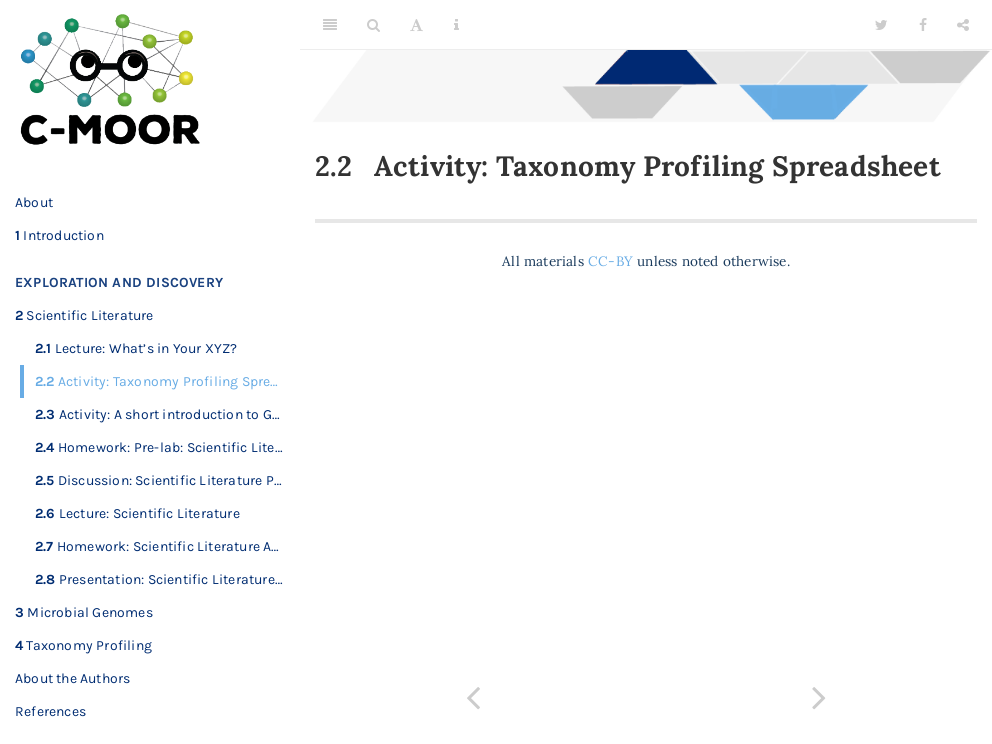 C-MOOR
About
1 Introduction
EXPLORATION AND DISCOVERY
2 Scientific Literature
2.1 Lecture: What's in Your XYZ?
2.2 Activity: Taxonomy Profiling Spre…
2.3 Activity: A short introduction to G…
2.4 Homework: Pre-lab: Scientific Lite…
2.5 Discussion: Scientific Literature P…
2.6 Lecture: Scientific Literature
2.7 Homework: Scientific Literature A…
2.8 Presentation: Scientific Literature…
3 Microbial Genomes
4 Taxonomy Profiling
About the Authors
References
2.2 Activity: Taxonomy Profiling Spreadsheet
All materials CC-BY unless noted otherwise.